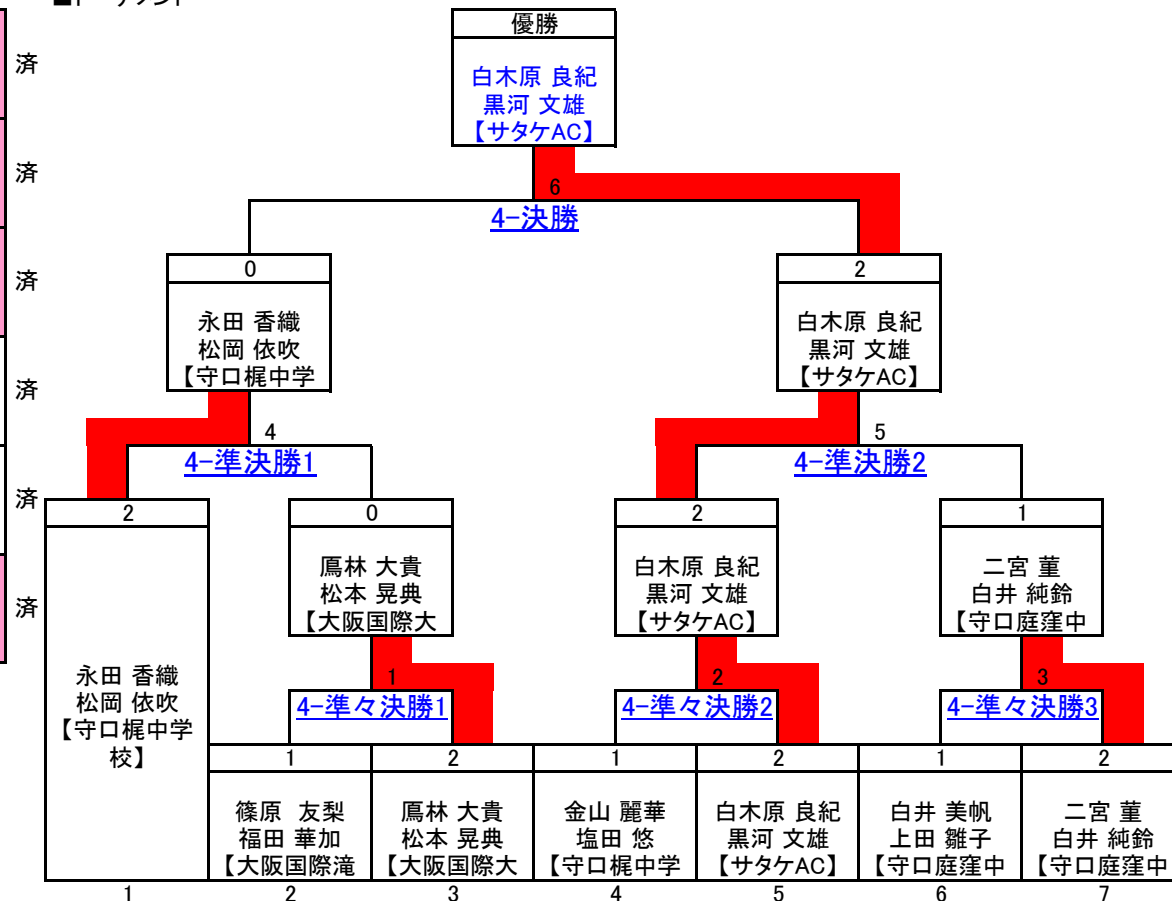 優勝
白木原 良紀
黒河 文雄
【サタケAC】
6
4-決勝
0
永田 香織
松岡 依吹
【守口梶中学
2
白木原 良紀
黒河 文雄
【サタケAC】
4
4-準決勝1
5
4-準決勝2
済
済
済
済
済
済
2
永田 香織
松岡 依吹
【守口梶中学
校】
0
鳫林 大貴
松本 晃典
【大阪国際大
2
白木原 良紀
黒河 文雄
【サタケAC】
1
二宮 菫
白井 純鈴
【守口庭窪中
1
4-準々決勝1
2
4-準々決勝2
3
4-準々決勝3
1
篠原 友梨
福田 華加
【大阪国際滝
2
鳫林 大貴
松本 晃典
【大阪国際大
1
金山 麗華
塩田 悠
【守口梶中学
2
白木原 良紀
黒河 文雄
【サタケAC】
1
白井 美帆
上田 雛子
【守口庭窪中
2
二宮 菫
白井 純鈴
【守口庭窪中
1
2
3
4
5
6
7